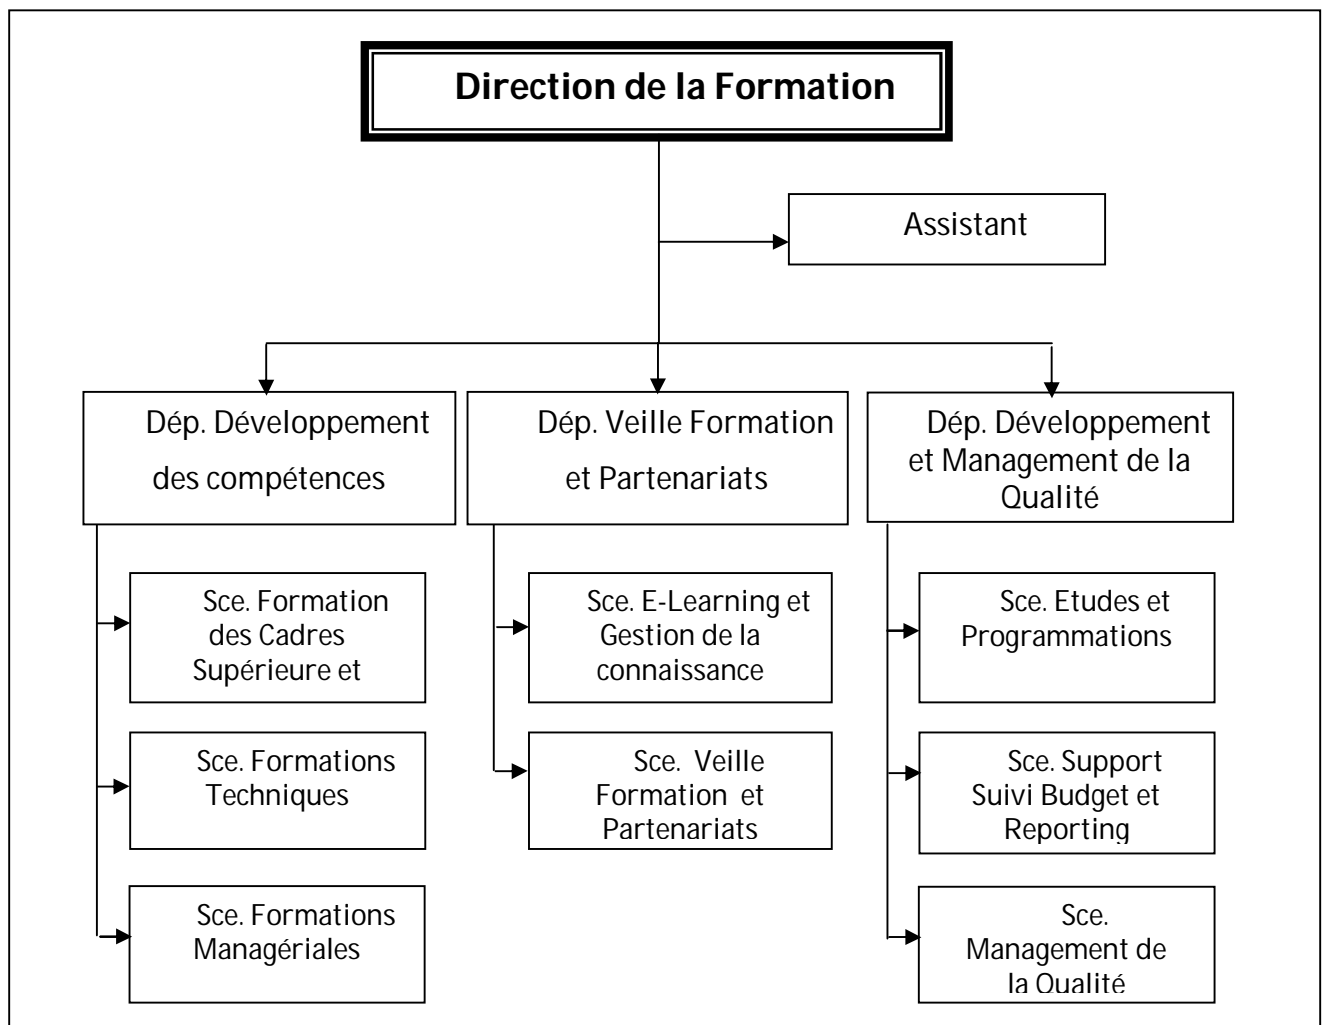 Direction de la Formation
Assistant
Dép. Développement
des compétences
Dép. Veille Formation
et Partenariats
Dép. Développement
et Management de la
Qualité
Sce. Formation
des Cadres
Supérieure et
Sce. E-Learning et
Gestion de la
connaissance
Sce. Etudes et
Programmations
Sce. Formations
Techniques
Sce. Veille
Formation et
Partenariats
Sce. Support
Suivi Budget et
Reporting
Sce. Formations
Managériales
Sce.
Management de
la Qualité